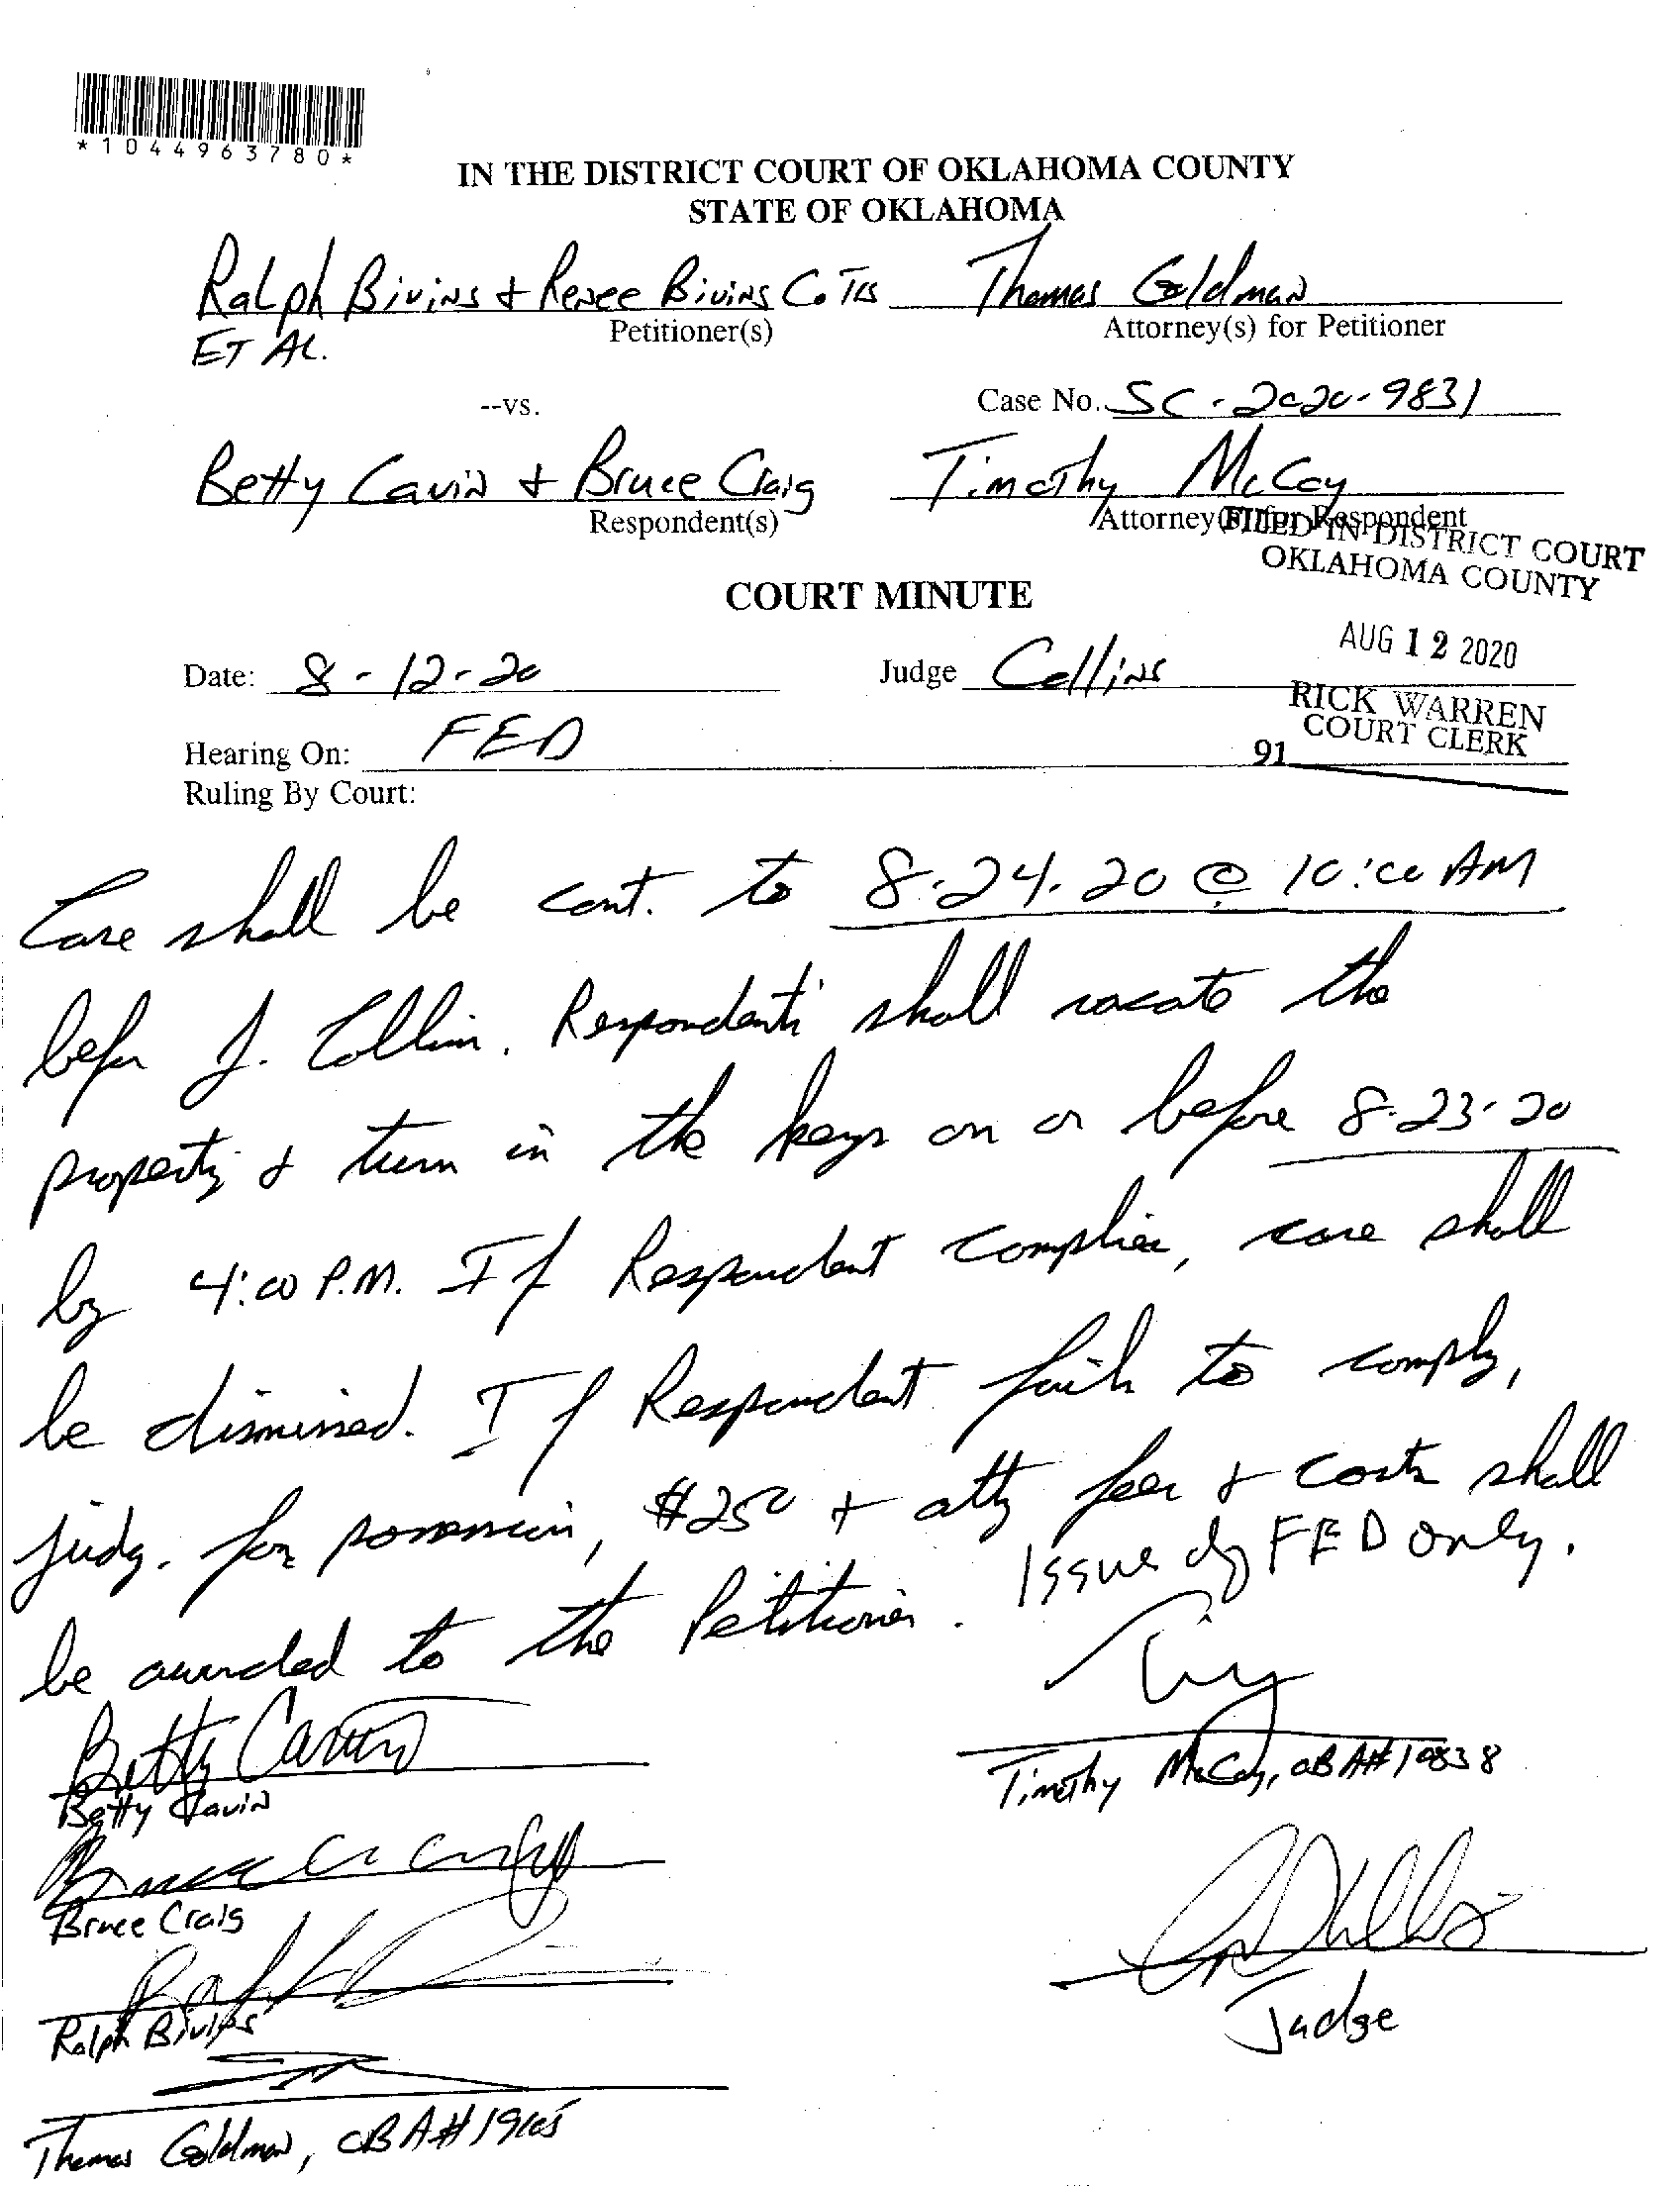 *1044963780*
IN THE DISTRICT COURT OF OKLAHOMA COUNTY
STATE OF OKLAHOMA
Ralph Bivins + Renee Bivins Co Trs Thomas Goldman
Petitioner(s) Attorney(s) for Petitioner
ET AL.
--vs. Case No. SC-2020-9831
Betty Cavin + Bruce Craig Timothy McCoy
Respondent(s) Attorney(s) for Respondent
FILED IN DISTRICT COURT
OKLAHOMA COUNTY
COURT MINUTE
AUG 12 2020
Date: 8-12-20 Judge Collins
RICK WARREN
COURT CLERK
Hearing On: FED 91
Ruling By Court:
Case shall be cont. to 8-24-20 @ 10:00 AM
before J. Collins. Respondents shall vacate the
property & turn in the keys on or before 8-23-20
by 4:00 P.M. If Respondent complies, case shall
be dismissed. If Respondent fails to comply,
judg. for possession, $250 + atty fees & costs shall
be awarded to the Petitioner. Issue of FED only.
Betty Cavin
Betty Cavin
Timothy McCoy, OBA# 10838
Bruce Craig
Judge
Ralph Bivins
Thomas Goldman, OBA#